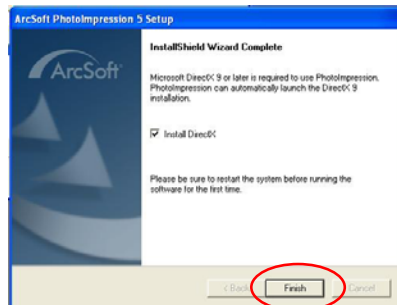 ArcSoft PhotoImpression 5 Setup
InstallShield Wizard Complete
ArcSoft
Microsoft DirectX 9 or later is required to use PhotoImpression.
PhotoImpression can automatically launch the DirectX 9
installation.
Install DirectX
Please be sure to restart the system before running the
software for the first time.
< Back Finish Cancel